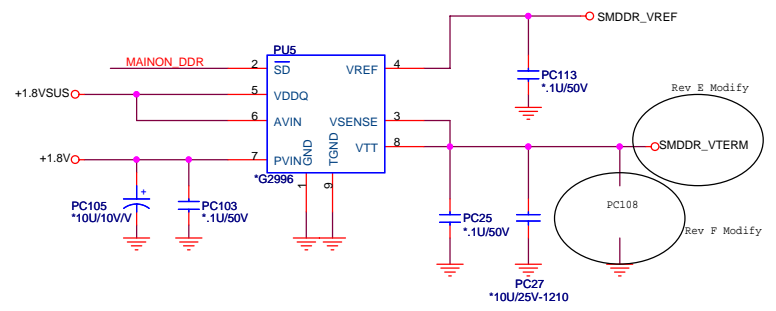 SMDDR_VREF
PU5
MAINON_DDR
2
SD
VREF
4
PC113
*.1U/50V
Rev E Modify
+1.8VSUS
5
VDDQ
6
AVIN
VSENSE
3
VTT
8
SMDDR_VTERM
+1.8V
7
PVIN
GND
TGND
*G2996
1
9
PC105
+
*10U/10V/V
PC103
*.1U/50V
PC25
*.1U/50V
PC108
Rev F Modify
PC27
*10U/25V-1210